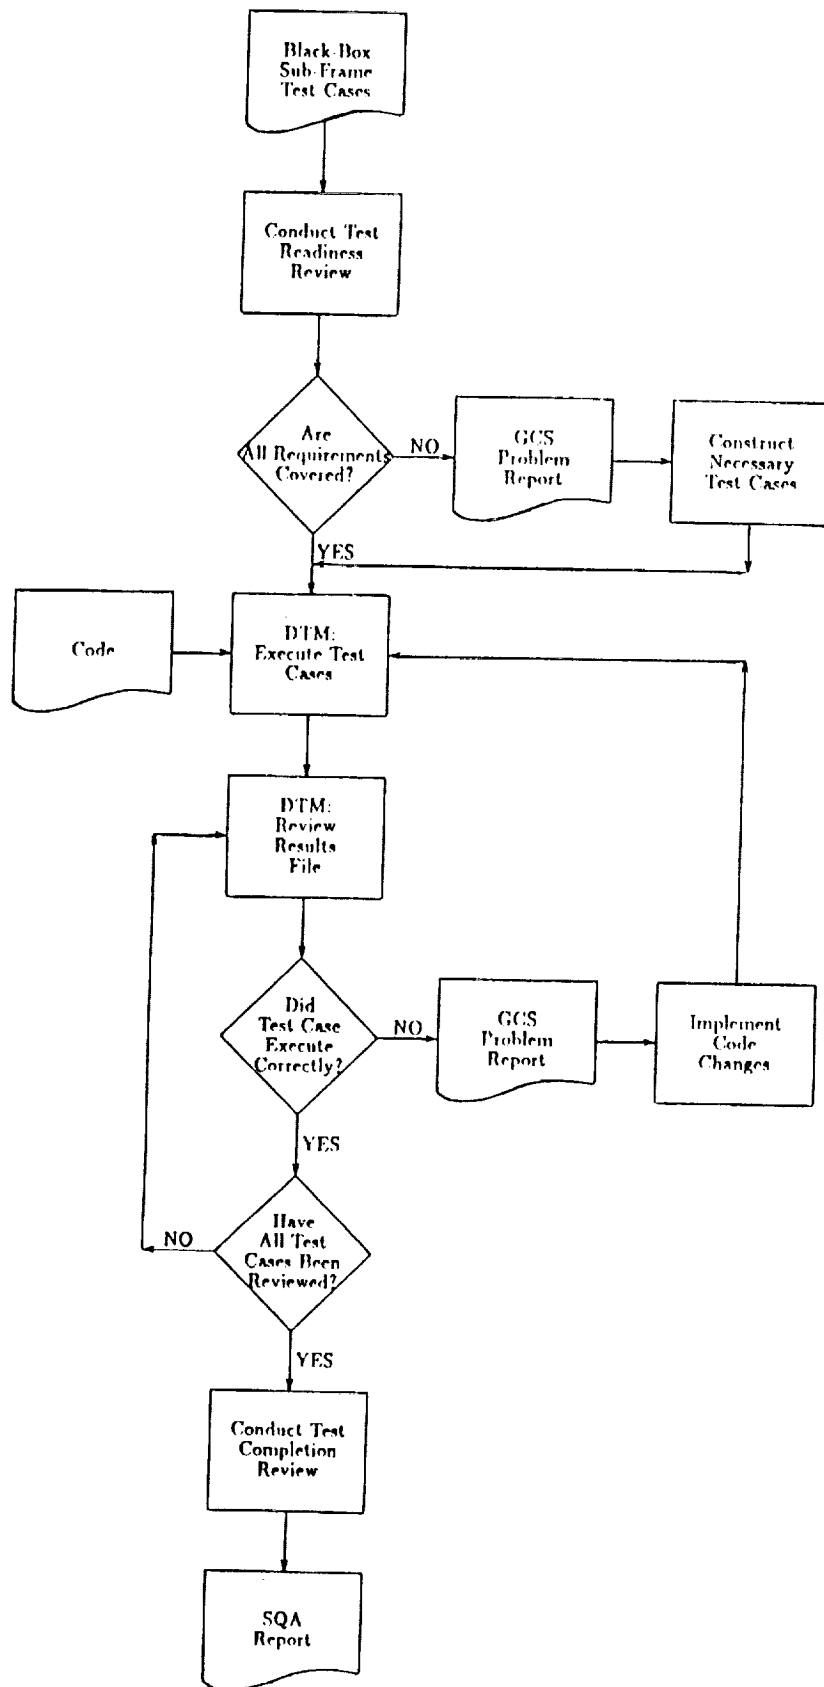 Black-Box
Sub-Frame
Test Cases
Conduct Test
Readiness
Review
Are
All Requirements
Covered?
NO
GCS
Problem
Report
Construct
Necessary
Test Cases
YES
Code
DTM:
Execute Test
Cases
DTM:
Review
Results
File
Did
Test Case
Execute
Correctly?
NO
GCS
Problem
Report
Implement
Code
Changes
YES
Have
All Test
Cases Been
Reviewed?
NO
YES
Conduct Test
Completion
Review
SQA
Report